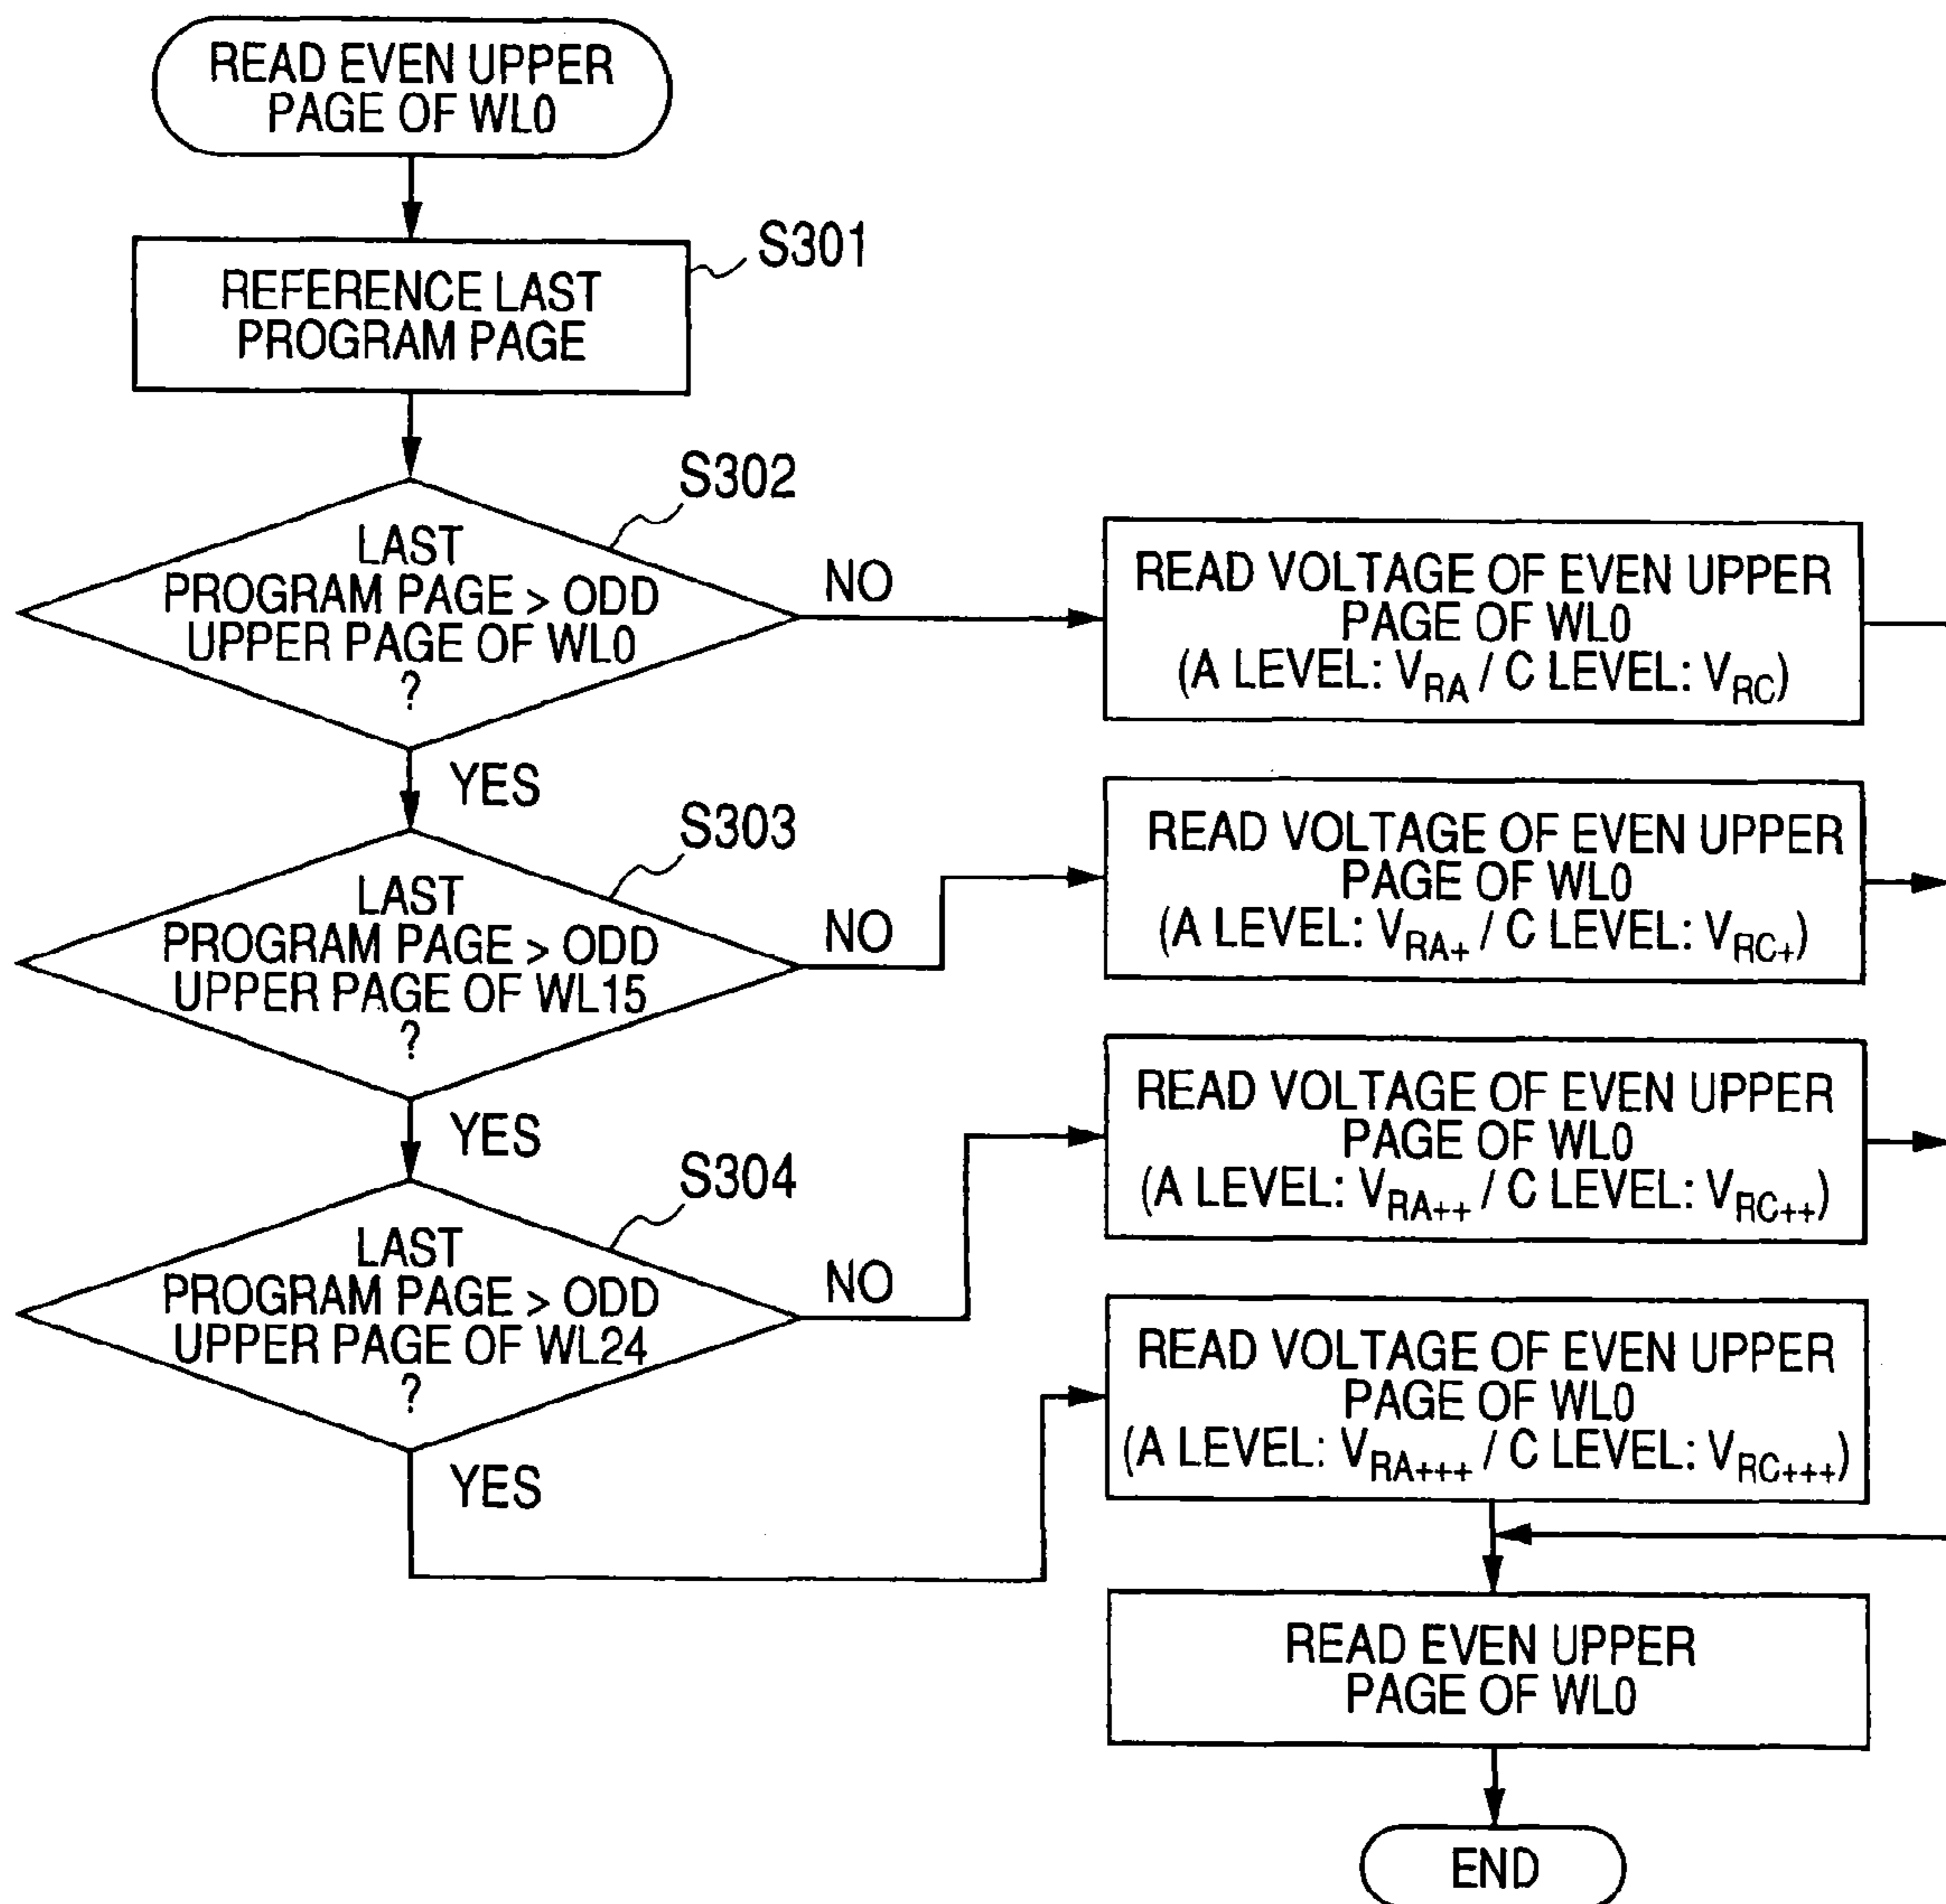 READ EVEN UPPER
PAGE OF WL0
S301
REFERENCE LAST
PROGRAM PAGE
S302
LAST
PROGRAM PAGE > ODD
UPPER PAGE OF WL0
?
NO
READ VOLTAGE OF EVEN UPPER
PAGE OF WL0
(A LEVEL: VRA / C LEVEL: VRC)
YES
S303
LAST
PROGRAM PAGE > ODD
UPPER PAGE OF WL15
?
NO
READ VOLTAGE OF EVEN UPPER
PAGE OF WL0
(A LEVEL: VRA+ / C LEVEL: VRC+)
YES
S304
LAST
PROGRAM PAGE > ODD
UPPER PAGE OF WL24
?
NO
READ VOLTAGE OF EVEN UPPER
PAGE OF WL0
(A LEVEL: VRA++ / C LEVEL: VRC++)
YES
READ VOLTAGE OF EVEN UPPER
PAGE OF WL0
(A LEVEL: VRA+++ / C LEVEL: VRC+++)
READ EVEN UPPER
PAGE OF WL0
END